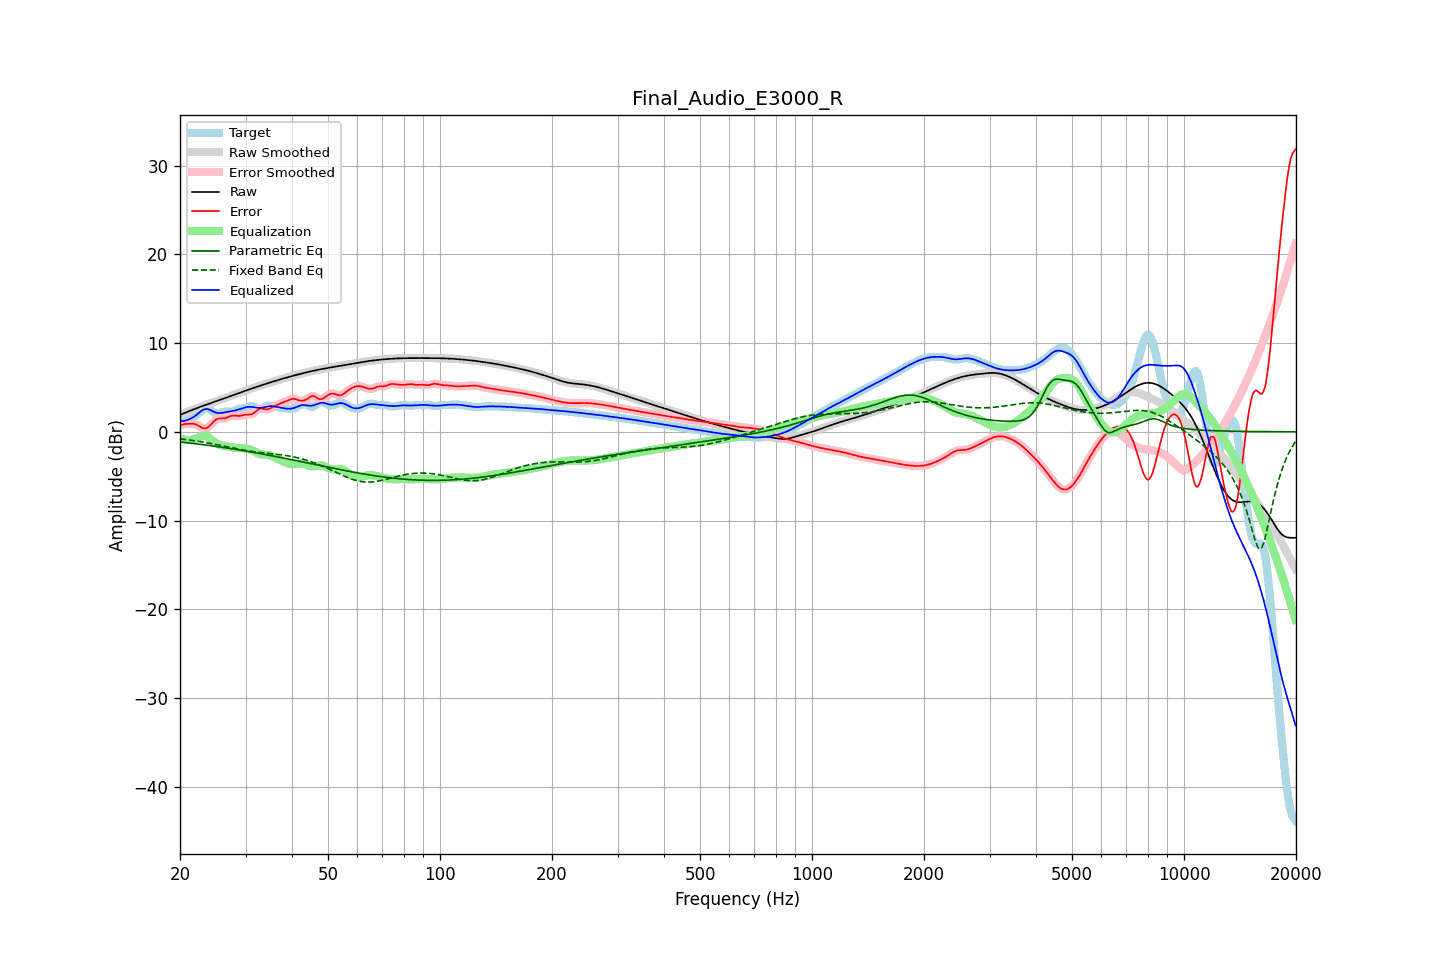 Final_Audio_E3000_R
Target
Raw Smoothed
Error Smoothed
Raw
Error
Equalization
Parametric Eq
Fixed Band Eq
Equalized
Amplitude (dBr)
30
20
10
0
−10
−20
−30
−40
20 50 100 200 500 1000 2000 5000 10000 20000
Frequency (Hz)